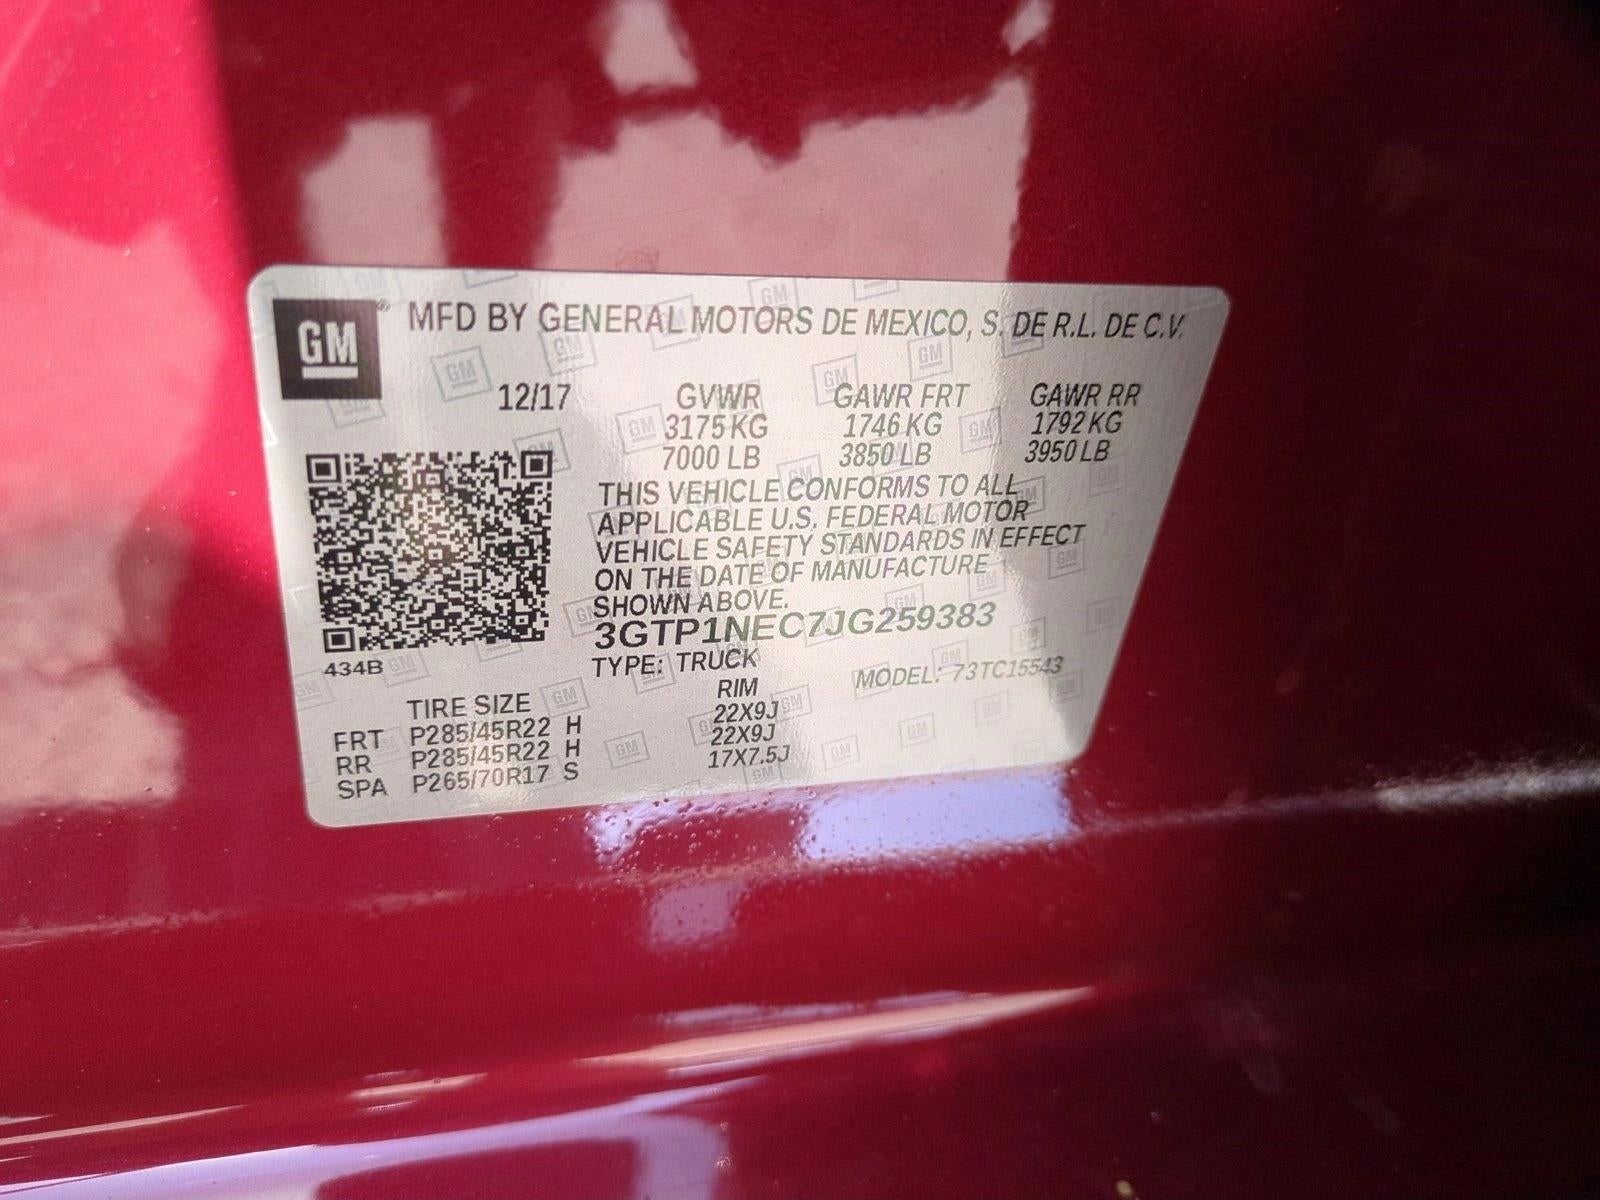 GM® MFD BY GENERAL MOTORS DE MEXICO, S. DE R.L. DE C.V.
12/17 GVWR GAWR FRT GAWR RR
3175 KG 1746 KG 1792 KG
7000 LB 3850 LB 3950 LB
THIS VEHICLE CONFORMS TO ALL
APPLICABLE U.S. FEDERAL MOTOR
VEHICLE SAFETY STANDARDS IN EFFECT
ON THE DATE OF MANUFACTURE
SHOWN ABOVE.
3GTP1NEC7JG259383
434B TYPE: TRUCK MODEL: 73TC15543
TIRE SIZE RIM
FRT P285/45R22 H 22X9J
RR P285/45R22 H 22X9J
SPA P265/70R17 S 17X7.5J